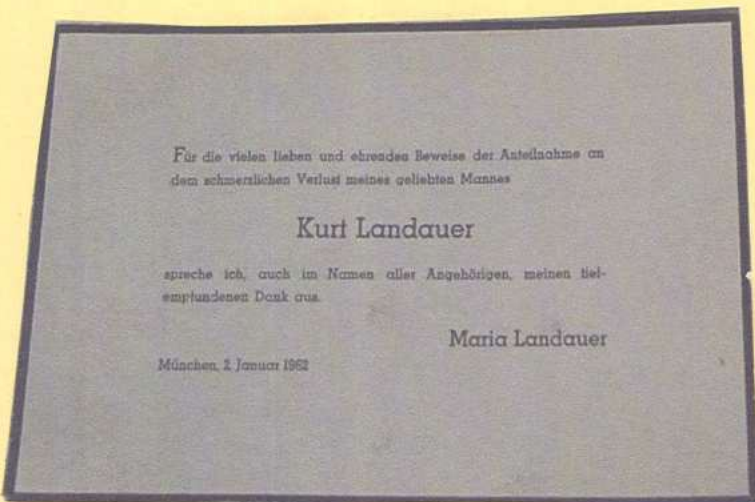 Für die vielen lieben und ehrenden Beweise der Anteilnahme an
dem schmerzlichen Verlust meines geliebten Mannes
Kurt Landauer
spreche ich, auch im Namen aller Angehörigen, meinen tief-
empfundenen Dank aus.
Maria Landauer
München, 2. Januar 1962